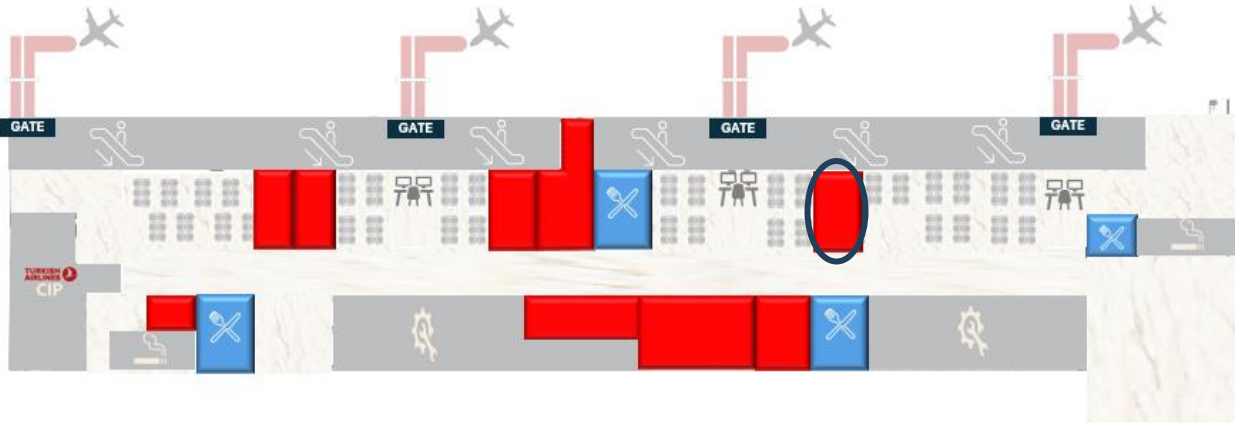 GATE
GATE
GATE
GATE
TURKISH
AIRLINES
CIP